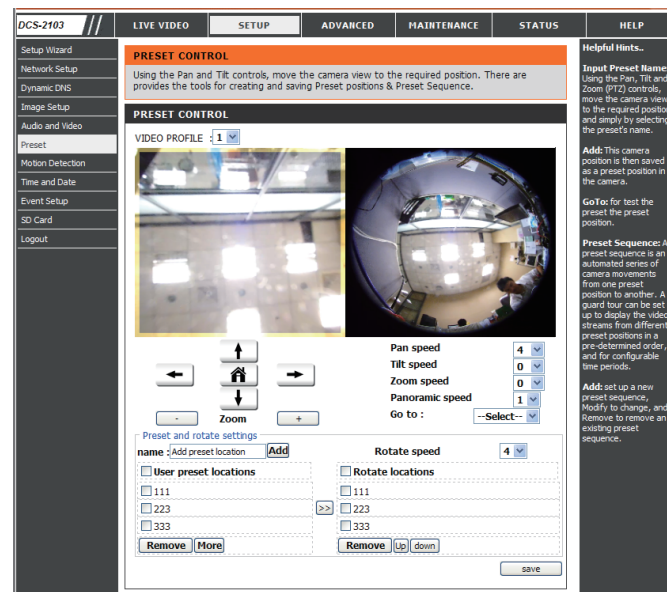 DCS-2103
LIVE VIDEO
SETUP
ADVANCED
MAINTENANCE
STATUS
HELP
Setup Wizard
Network Setup
Dynamic DNS
Image Setup
Audio and Video
Preset
Motion Detection
Time and Date
Event Setup
SD Card
Logout
PRESET CONTROL
Using the Pan and Tilt controls, move the camera view to the required position. There are
provides the tools for creating and saving Preset positions & Preset Sequence.
PRESET CONTROL
VIDEO PROFILE : 1
Pan speed 4
Tilt speed 0
Zoom speed 0
Panoramic speed 1
Go to : --Select--
- Zoom +
Preset and rotate settings
name : Add preset location Add
Rotate speed 4
User preset locations
111
223
333
Remove More
>>
Rotate locations
111
223
333
Remove Up down
save
Helpful Hints..
Input Preset Name:
Using the Pan, Tilt and
Zoom (PTZ) controls,
move the camera view
to the required position
and simply by selecting
the preset's name.
Add: This camera
position is then saved
as a preset position in
the camera.
GoTo: for test the
preset the preset
position.
Preset Sequence: A
preset sequence is an
automated series of
camera movements
from one preset
position to another. A
guard tour can be set
up to display the video
streams from different
preset positions in a
pre-determined order,
and for configurable
time periods.
Add: set up a new
preset sequence,
Modify to change, and
Remove to remove an
existing preset
sequence.